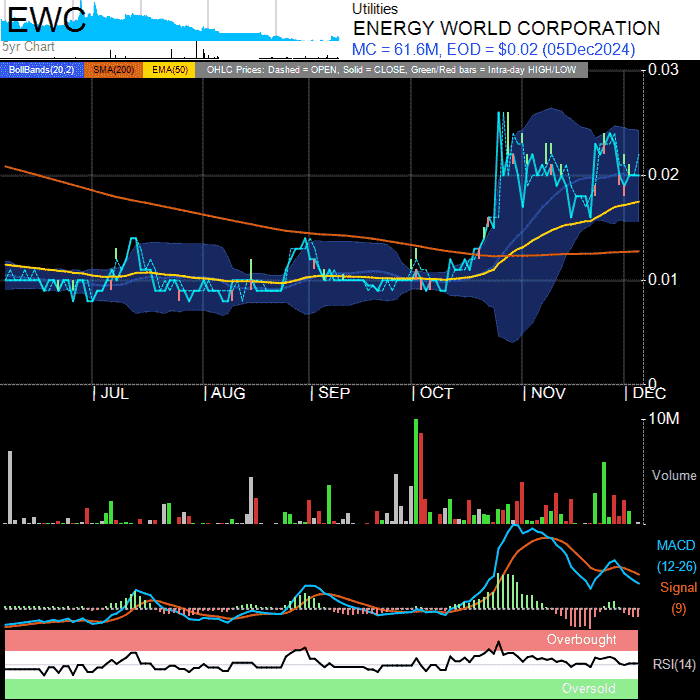 EWC
5yr Chart
Utilities
ENERGY WORLD CORPORATION
MC = 61.6M, EOD = $0.02 (05Dec2024)
BollBands(20,2) SMA(200) EMA(50) OHLC Prices: Dashed = OPEN, Solid = CLOSE, Green/Red bars = Intra-day HIGH/LOW
0.03
0.02
0.01
0
| JUL | AUG | SEP | OCT | NOV | DEC
10M
Volume
MACD
(12-26)
Signal
(9)
Overbought
RSI(14)
Oversold